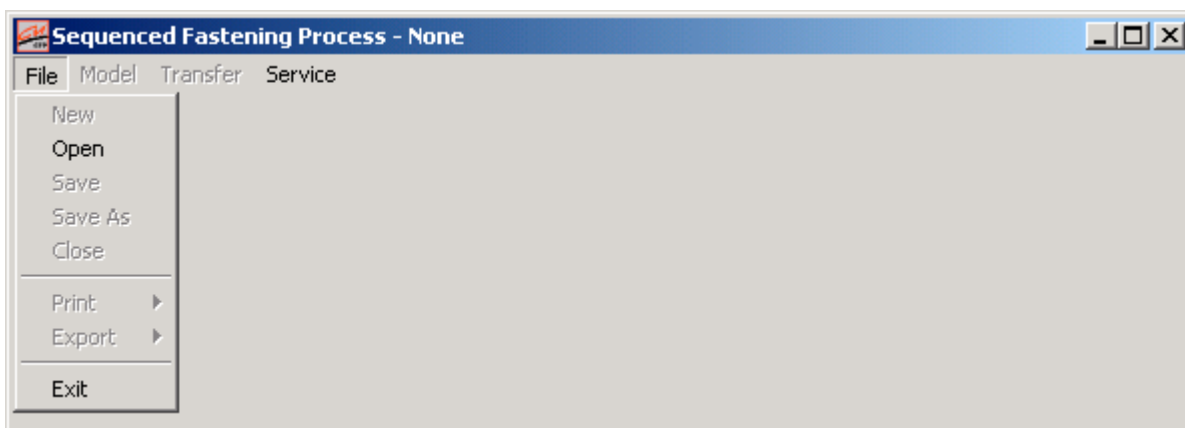 Sequenced Fastening Process - None
File Model Transfer Service
New
Open
Save
Save As
Close
Print
Export
Exit